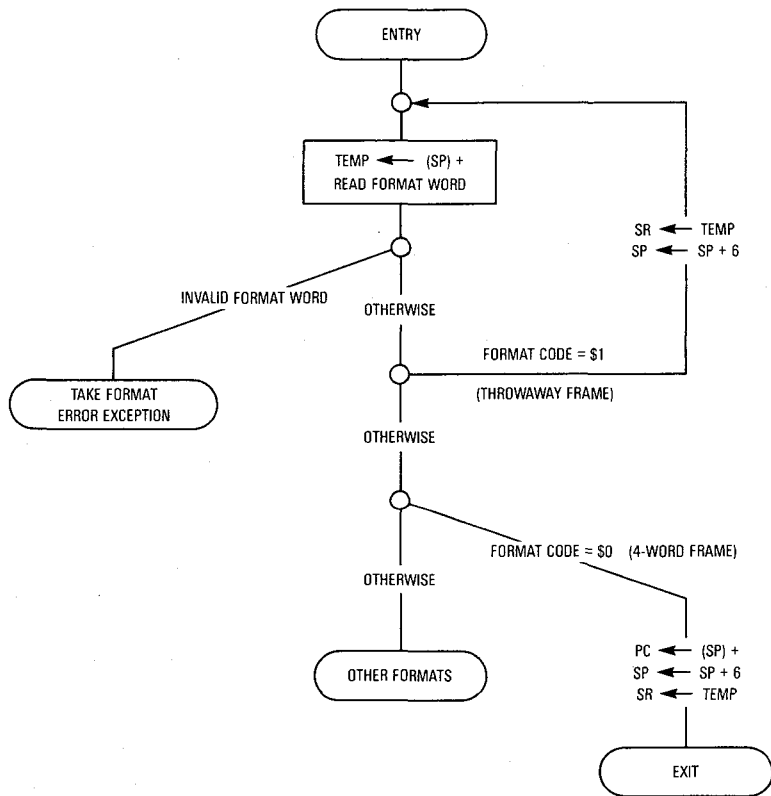 ENTRY
TEMP ← (SP) +
READ FORMAT WORD
SR ← TEMP
SP ← SP + 6
INVALID FORMAT WORD
OTHERWISE
FORMAT CODE = $1
(THROWAWAY FRAME)
TAKE FORMAT
ERROR EXCEPTION
OTHERWISE
FORMAT CODE = $0 (4-WORD FRAME)
OTHERWISE
PC ← (SP) +
SP ← SP + 6
SR ← TEMP
OTHER FORMATS
EXIT